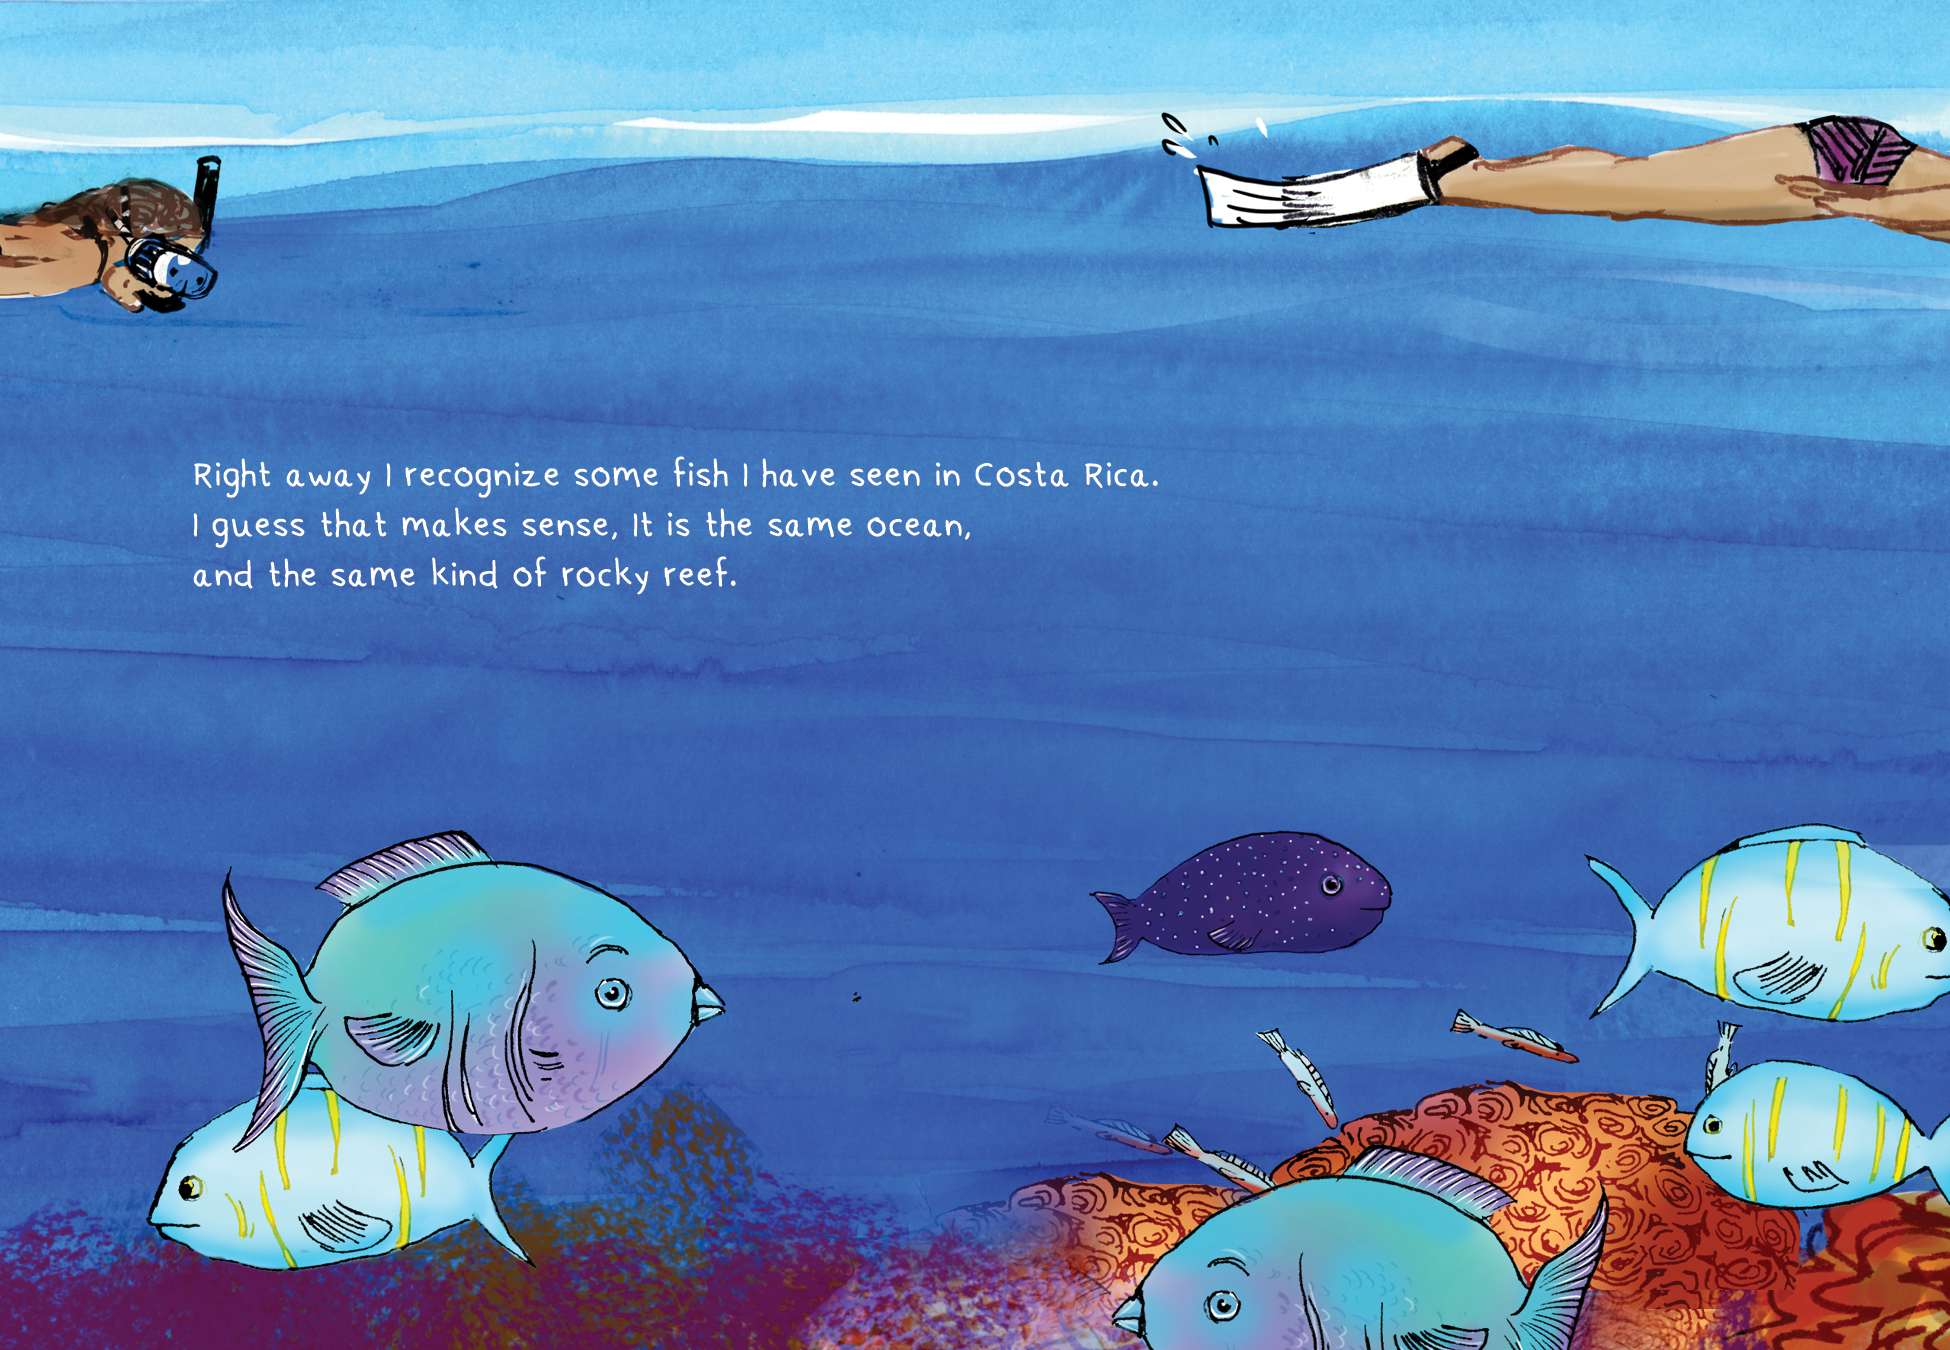 Right away I recognize some fish I have seen in Costa Rica.
I guess that makes sense, It is the same ocean,
and the same kind of rocky reef.